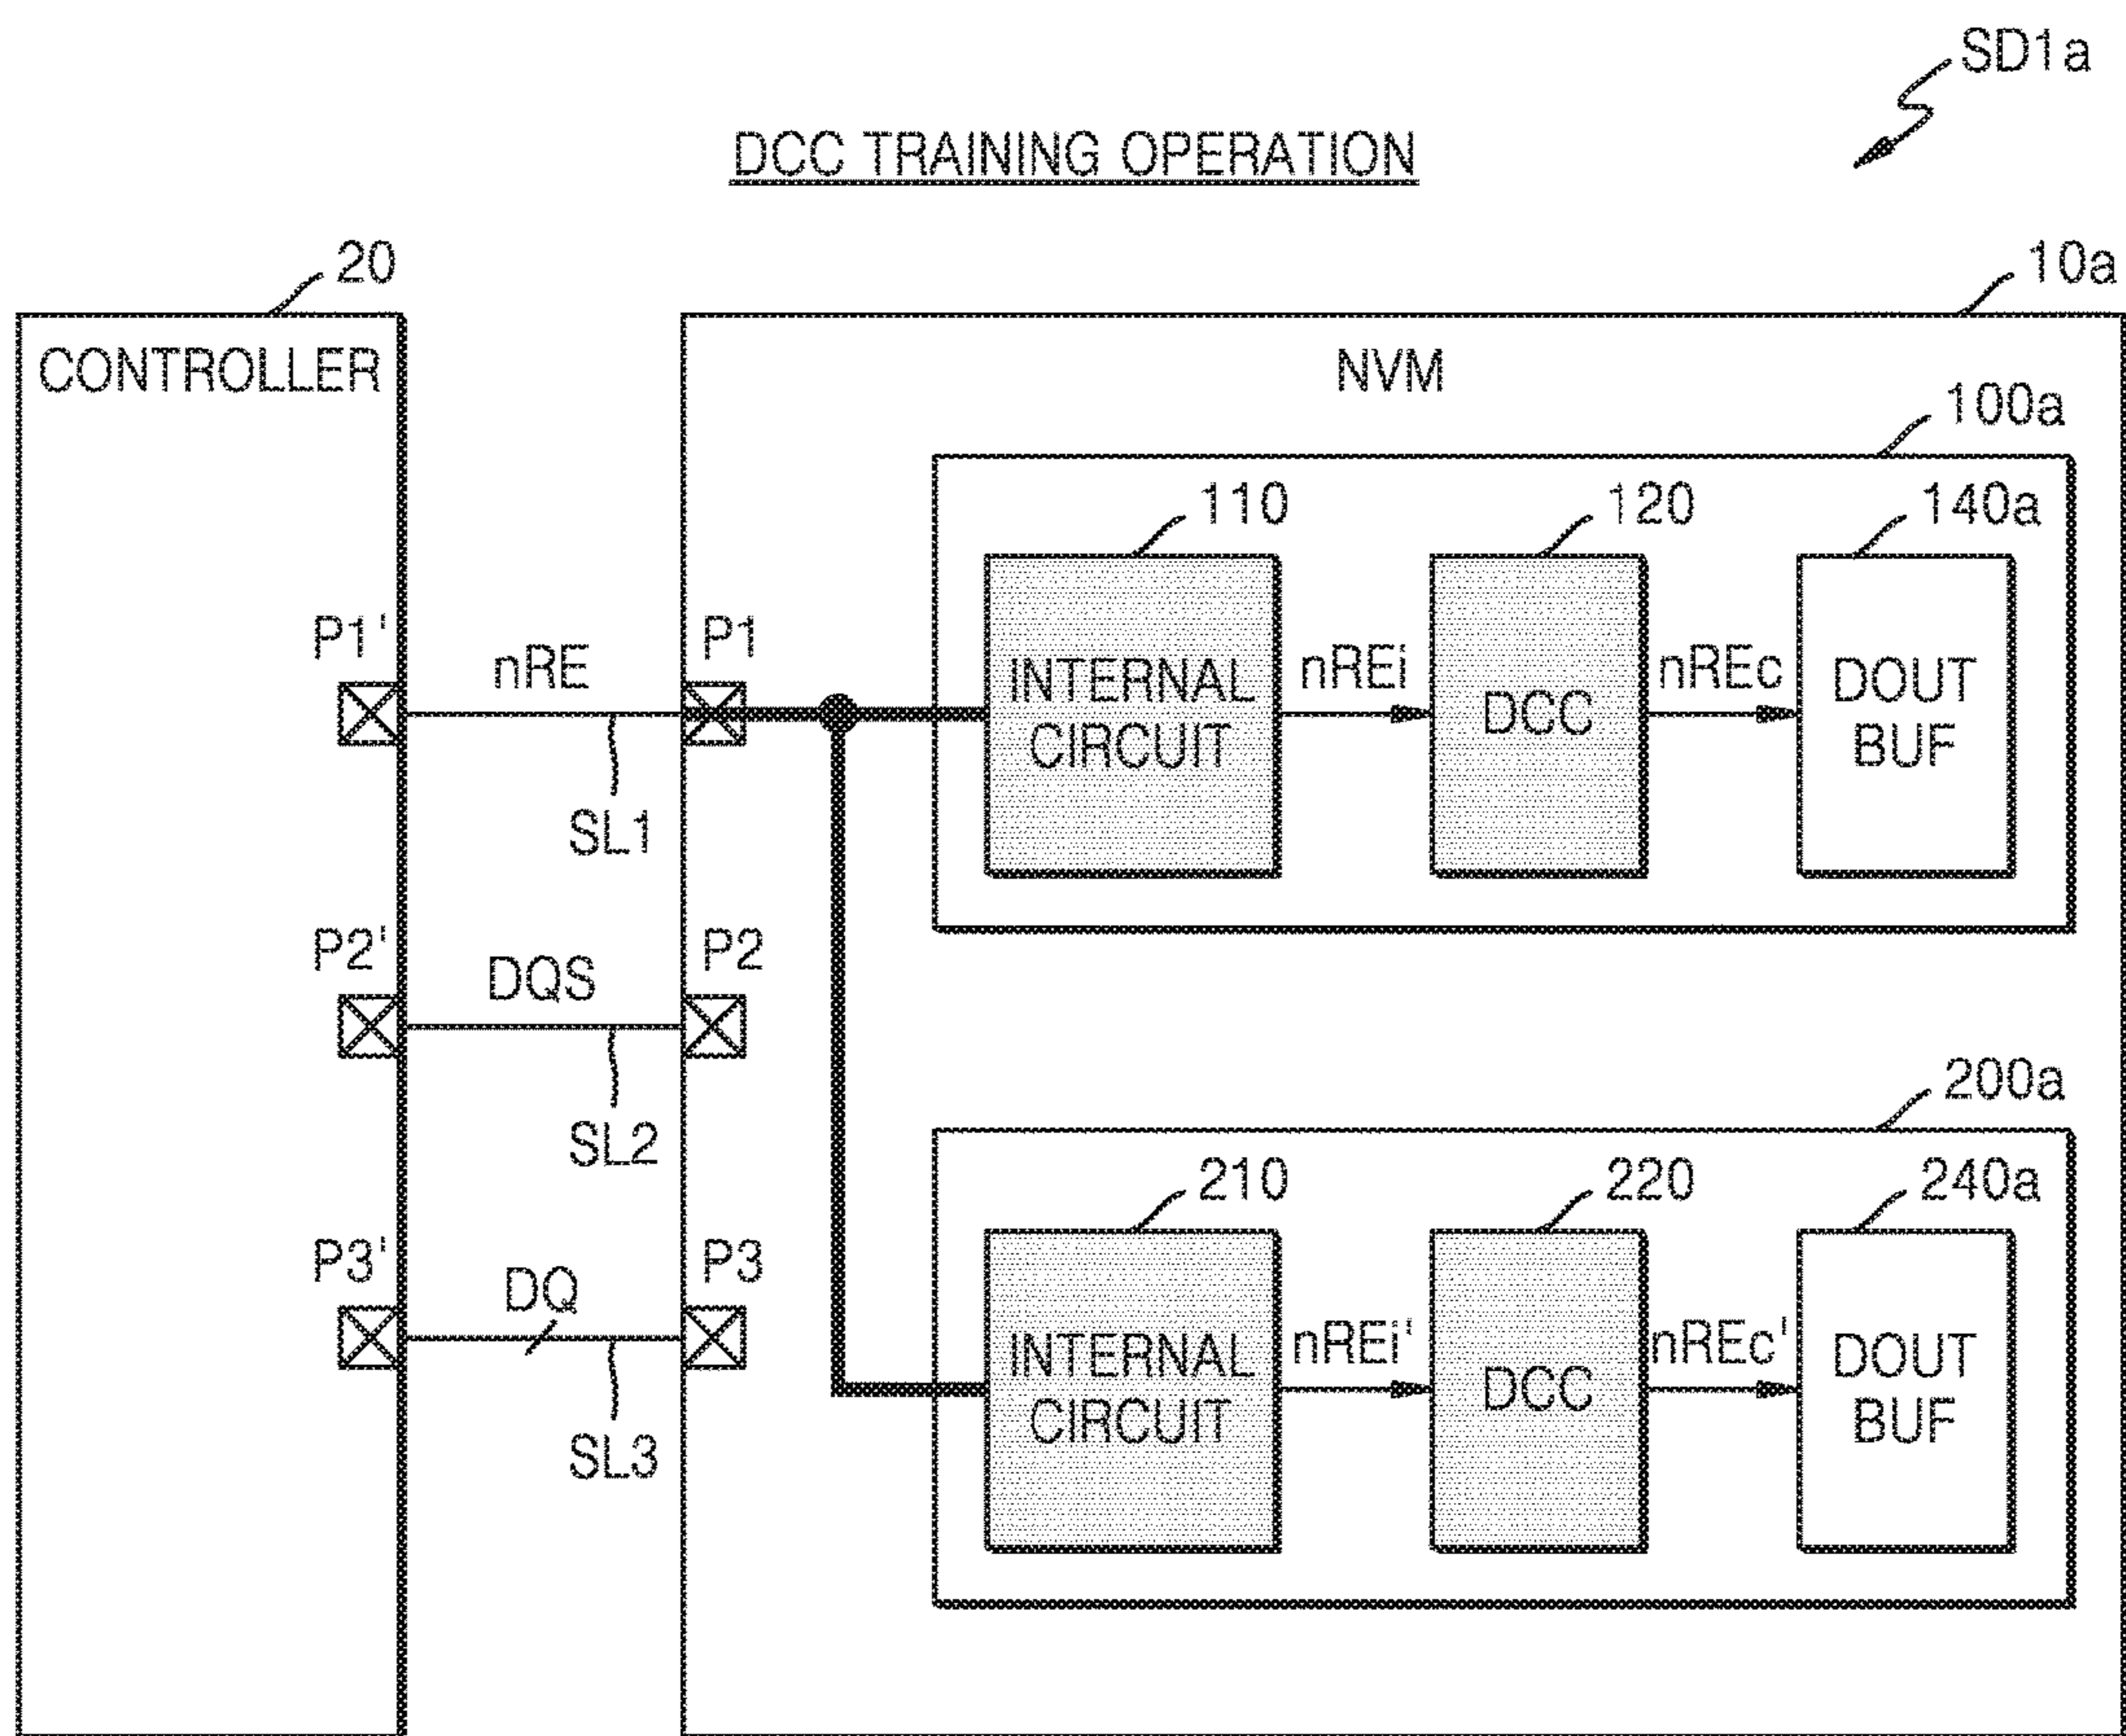 SD1a
DCC TRAINING OPERATION
20
10a
CONTROLLER
NVM
100a
110
120
140a
P1'
nRE
P1
INTERNAL
CIRCUIT
nREi
DCC
nREc
DOUT
BUF
SL1
P2'
DQS
P2
SL2
200a
210
220
240a
P3'
DQ
P3
INTERNAL
CIRCUIT
nREi'
DCC
nREc'
DOUT
BUF
SL3